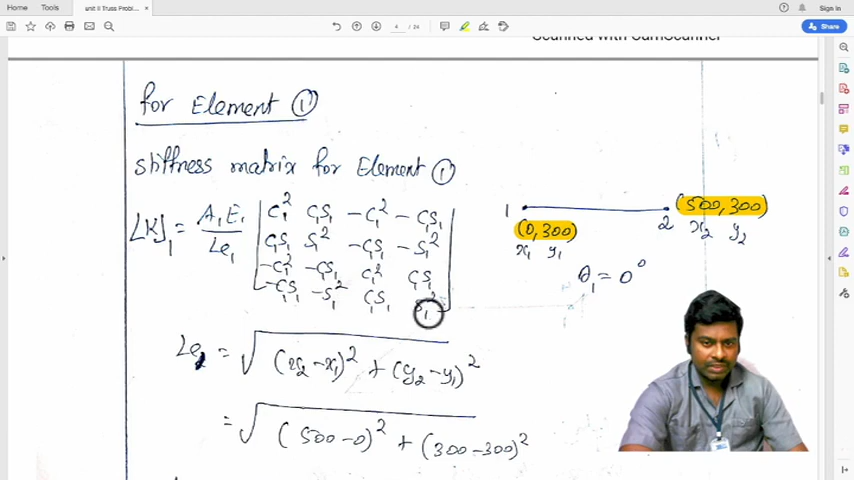 Home Tools unit II Truss Probl... × Sign In
4 / 24 Share
Scanned with CamScanner
for Element ①
stiffness matrix for Element ①
[K]₁ = A₁E₁ / Le₁
C₁² C₁S₁ -C₁² -C₁S₁
C₁S₁ S₁² -C₁S₁ -S₁²
-C₁² -C₁S₁ C₁² C₁S₁
-C₁S₁ -S₁² C₁S₁ S₁²
1 2 (500, 300)
(0, 300) x₂ y₂
x₁ y₁
θ₁ = 0°
Le₁ = √(x₂-x₁)² + (y₂-y₁)²
= √(500-0)² + (300-300)²